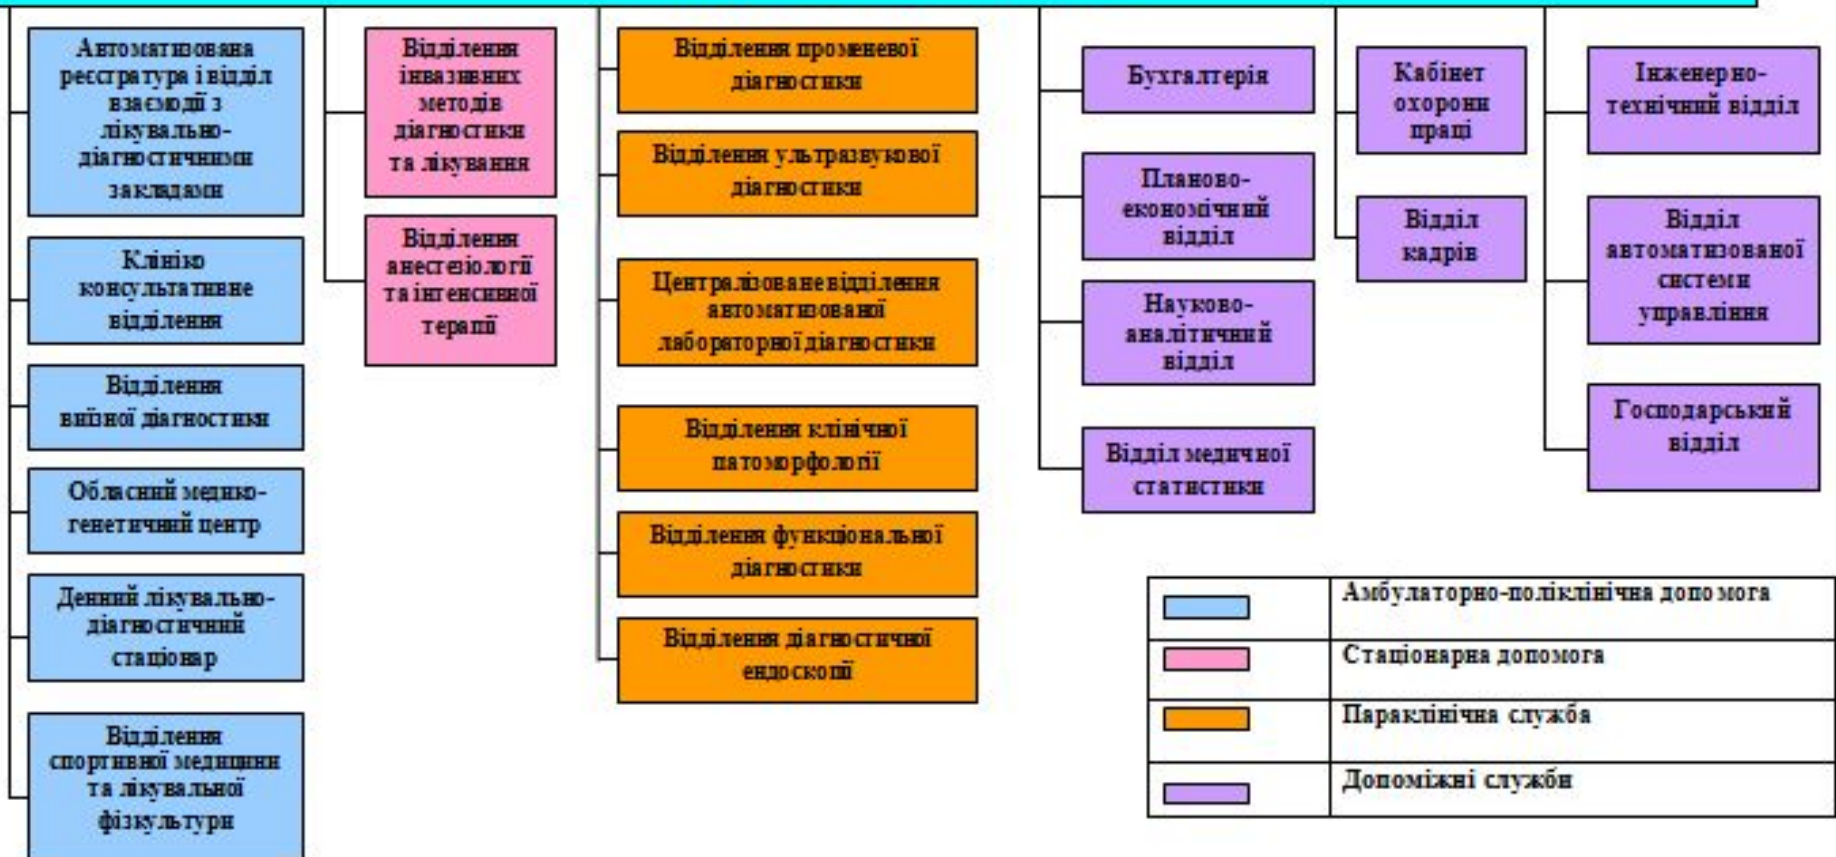 Автоматизована
реєстратура і відділ
взаємодії з
лікувально-
діагностичними
закладами
Клініко
консультативне
відділення
Відділення
виїзної діагностики
Обласний медико-
генетичний центр
Денний лікувально-
діагностичний
стаціонар
Відділення
спортивної медицини
та лікувальної
фізкультури
Відділення
інвазивних
методів
діагностики
та лікування
Відділення
анестезіології
та інтенсивної
терапії
Відділення променевої
діагностики
Відділення ультразвукової
діагностики
Централізоване відділення
автоматизованої
лабораторної діагностики
Відділення клінічної
патоморфології
Відділення функціональної
діагностики
Відділення діагностичної
ендоскопії
Бухгалтерія
Планово-
економічний
відділ
Науково-
аналітичний
відділ
Відділ медичної
статистики
Кабінет
охорони
праці
Відділ
кадрів
Інженерно-
технічний відділ
Відділ
автоматизованої
системи
управління
Господарський
відділ
Амбулаторно-поліклінічна допомога
Стаціонарна допомога
Параклінічна служба
Допоміжні служби